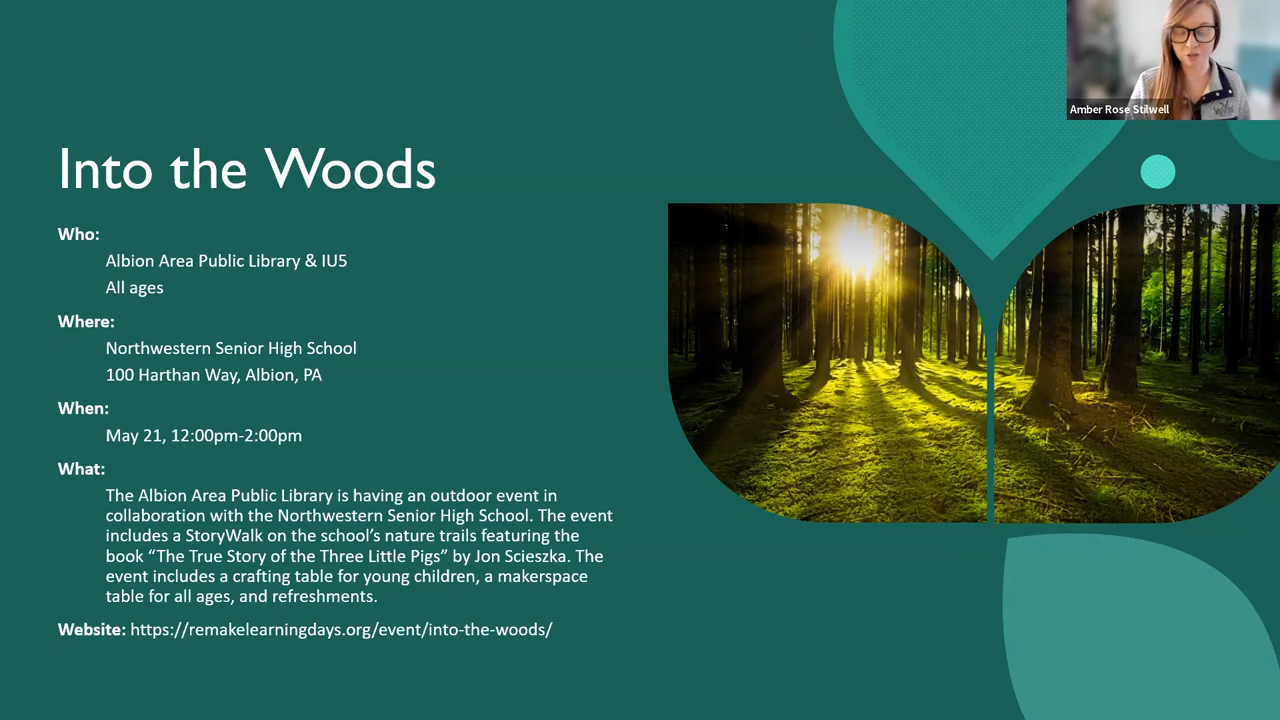 Amber Rose Stilwell
Into the Woods
Who:
Albion Area Public Library & IU5
All ages
Where:
Northwestern Senior High School
100 Harthan Way, Albion, PA
When:
May 21, 12:00pm-2:00pm
What:
The Albion Area Public Library is having an outdoor event in
collaboration with the Northwestern Senior High School. The event
includes a StoryWalk on the school’s nature trails featuring the
book “The True Story of the Three Little Pigs” by Jon Scieszka. The
event includes a crafting table for young children, a makerspace
table for all ages, and refreshments.
Website: https://remakelearningdays.org/event/into-the-woods/